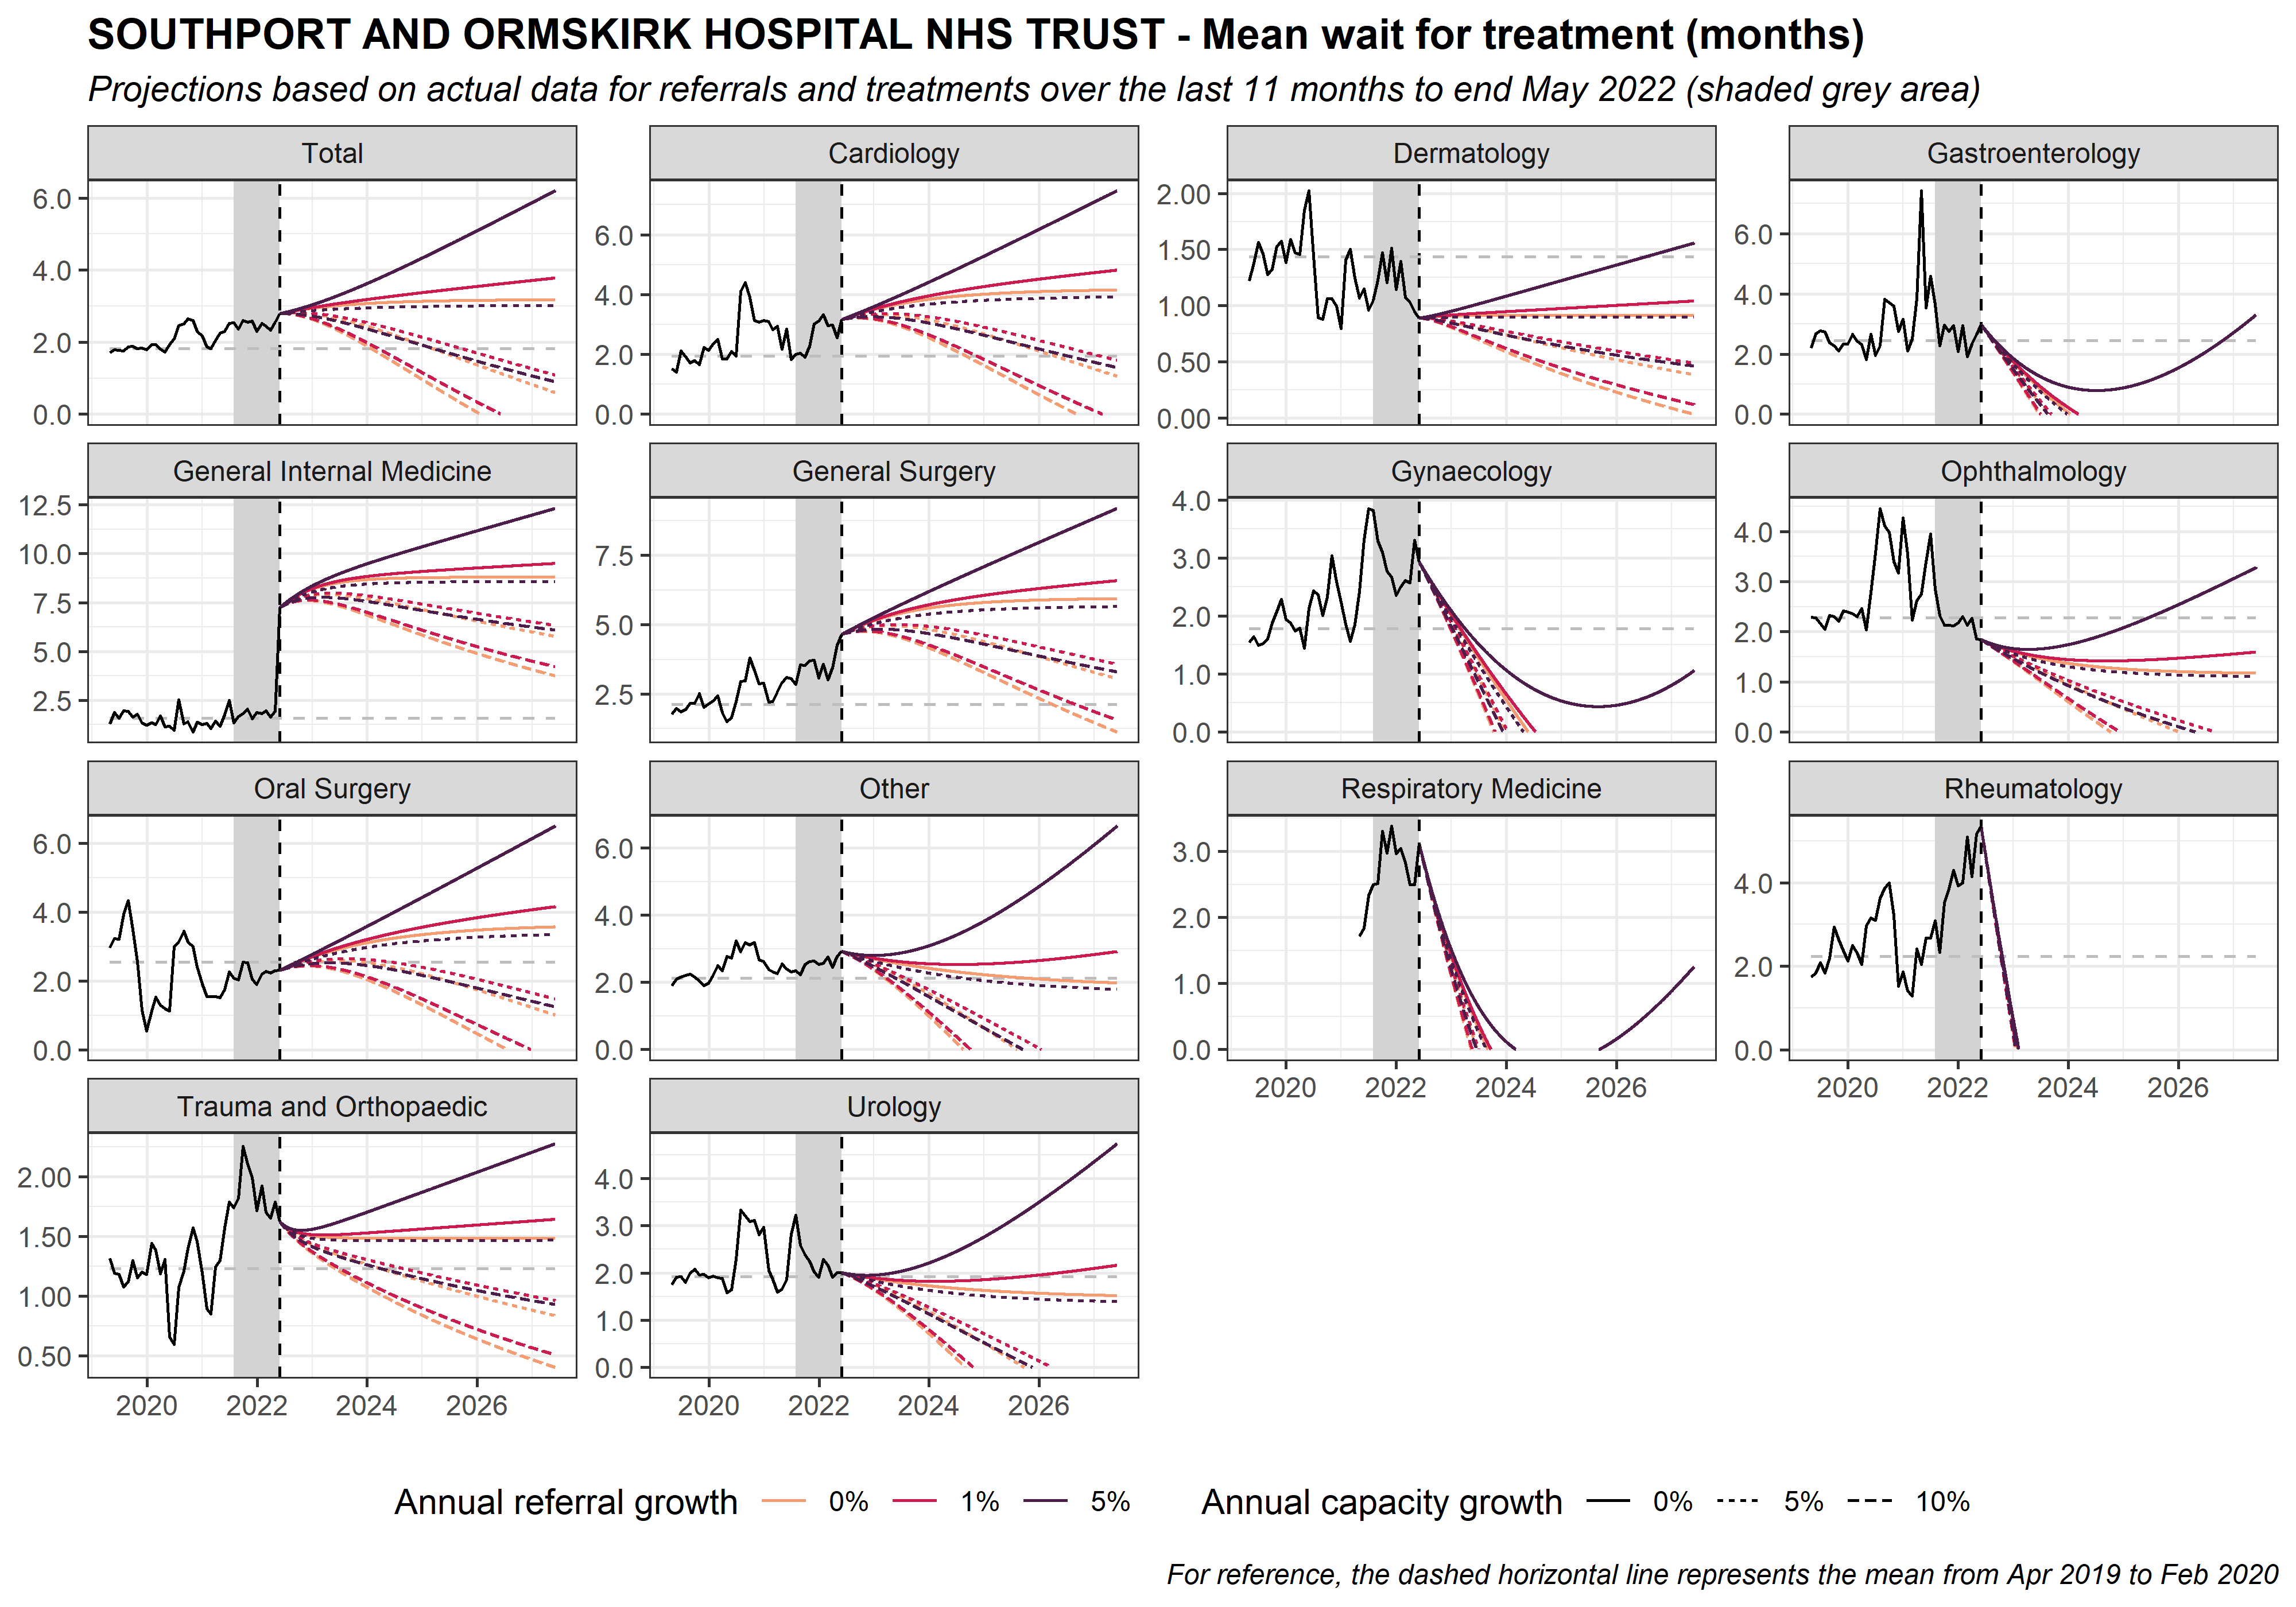 SOUTHPORT AND ORMSKIRK HOSPITAL NHS TRUST - Mean wait for treatment (months)
Projections based on actual data for referrals and treatments over the last 11 months to end May 2022 (shaded grey area)
Total
Cardiology
Dermatology
Gastroenterology
6.0
4.0
2.0
0.0
6.0
4.0
2.0
0.0
2.00
1.50
1.00
0.50
0.00
6.0
4.0
2.0
0.0
General Internal Medicine
General Surgery
Gynaecology
Ophthalmology
12.5
10.0
7.5
5.0
2.5
7.5
5.0
2.5
4.0
3.0
2.0
1.0
0.0
4.0
3.0
2.0
1.0
0.0
Oral Surgery
Other
Respiratory Medicine
Rheumatology
6.0
4.0
2.0
0.0
6.0
4.0
2.0
0.0
3.0
2.0
1.0
0.0
4.0
2.0
0.0
2020 2022 2024 2026
2020 2022 2024 2026
Trauma and Orthopaedic
Urology
2.00
1.50
1.00
0.50
4.0
3.0
2.0
1.0
0.0
2020 2022 2024 2026
2020 2022 2024 2026
Annual referral growth 0% 1% 5%
Annual capacity growth 0% 5% 10%
For reference, the dashed horizontal line represents the mean from Apr 2019 to Feb 2020